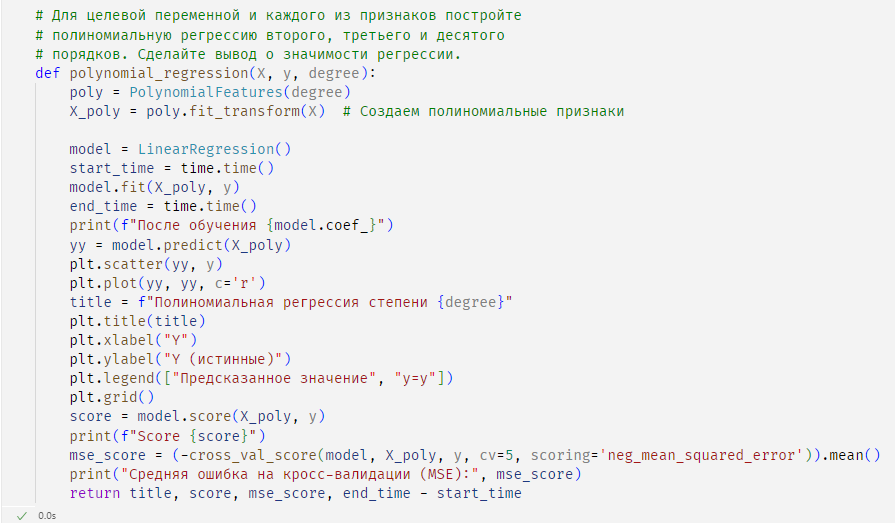 # Для целевой переменной и каждого из признаков постройте
# полиномиальную регрессию второго, третьего и десятого
# порядков. Сделайте вывод о значимости регрессии.
def polynomial_regression(X, y, degree):
    poly = PolynomialFeatures(degree)
    X_poly = poly.fit_transform(X)  # Создаем полиномиальные признаки

    model = LinearRegression()
    start_time = time.time()
    model.fit(X_poly, y)
    end_time = time.time()
    print(f"После обучения {model.coef_}")
    yy = model.predict(X_poly)
    plt.scatter(yy, y)
    plt.plot(yy, yy, c='r')
    title = f"Полиномиальная регрессия степени {degree}"
    plt.title(title)
    plt.xlabel("Y")
    plt.ylabel("Y (истинные)")
    plt.legend(["Предсказанное значение", "y=y"])
    plt.grid()
    score = model.score(X_poly, y)
    print(f"Score {score}")
    mse_score = (-cross_val_score(model, X_poly, y, cv=5, scoring='neg_mean_squared_error')).mean()
    print("Средняя ошибка на кросс-валидации (MSE):", mse_score)
    return title, score, mse_score, end_time - start_time
✓ 0.0s